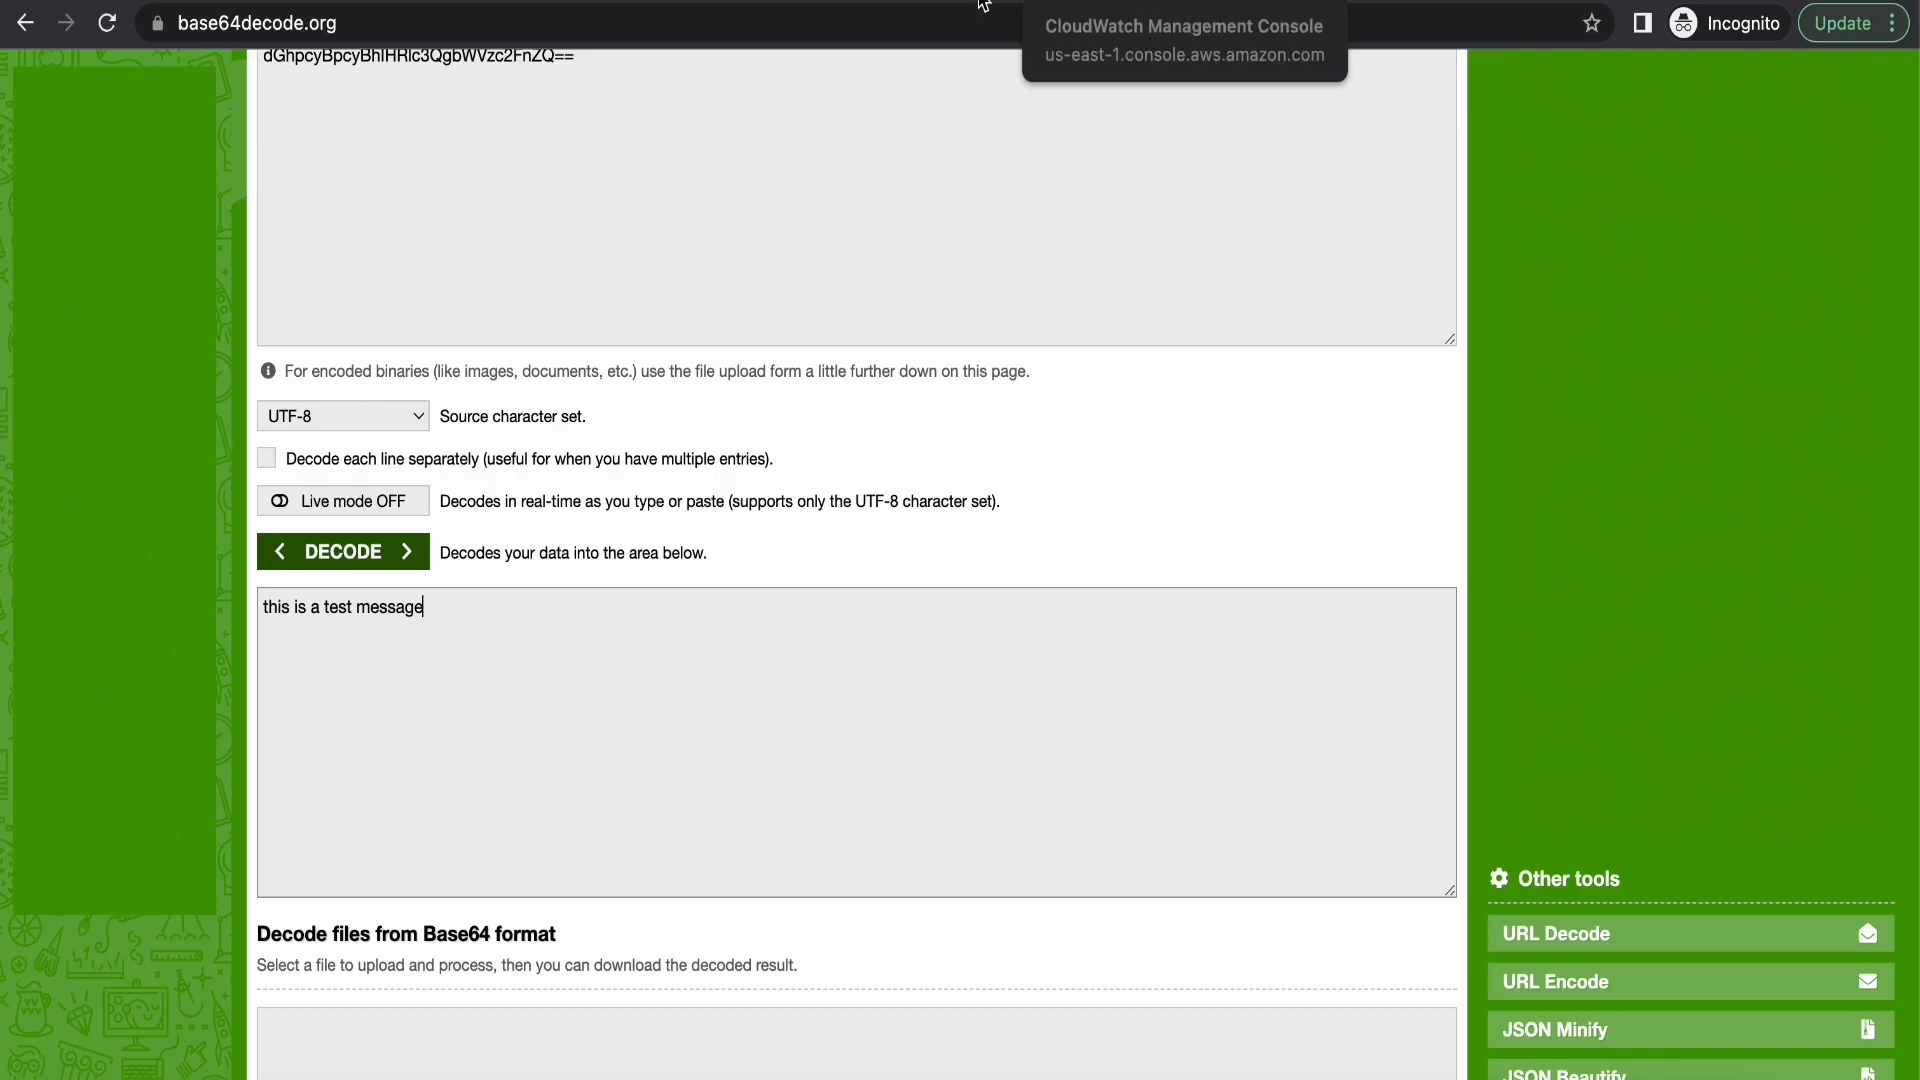 base64decode.org
CloudWatch Management Console
us-east-1.console.aws.amazon.com
Incognito
Update
dGhpcyBpcyBhIHRlc3QgbWVzc2FnZQ==
For encoded binaries (like images, documents, etc.) use the file upload form a little further down on this page.
UTF-8
Source character set.
Decode each line separately (useful for when you have multiple entries).
Live mode OFF
Decodes in real-time as you type or paste (supports only the UTF-8 character set).
DECODE
Decodes your data into the area below.
this is a test message
Decode files from Base64 format
Select a file to upload and process, then you can download the decoded result.
Other tools
URL Decode
URL Encode
JSON Minify
JSON Beautify